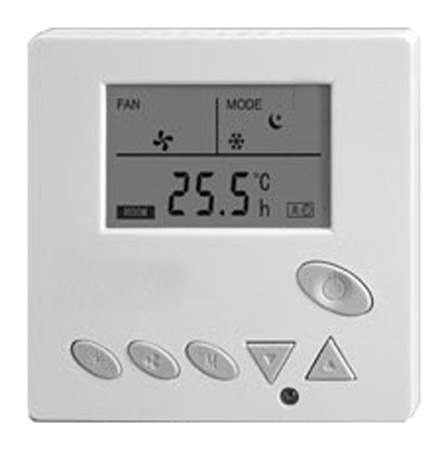 FAN MODE
25.5 °C
ROOM h
M